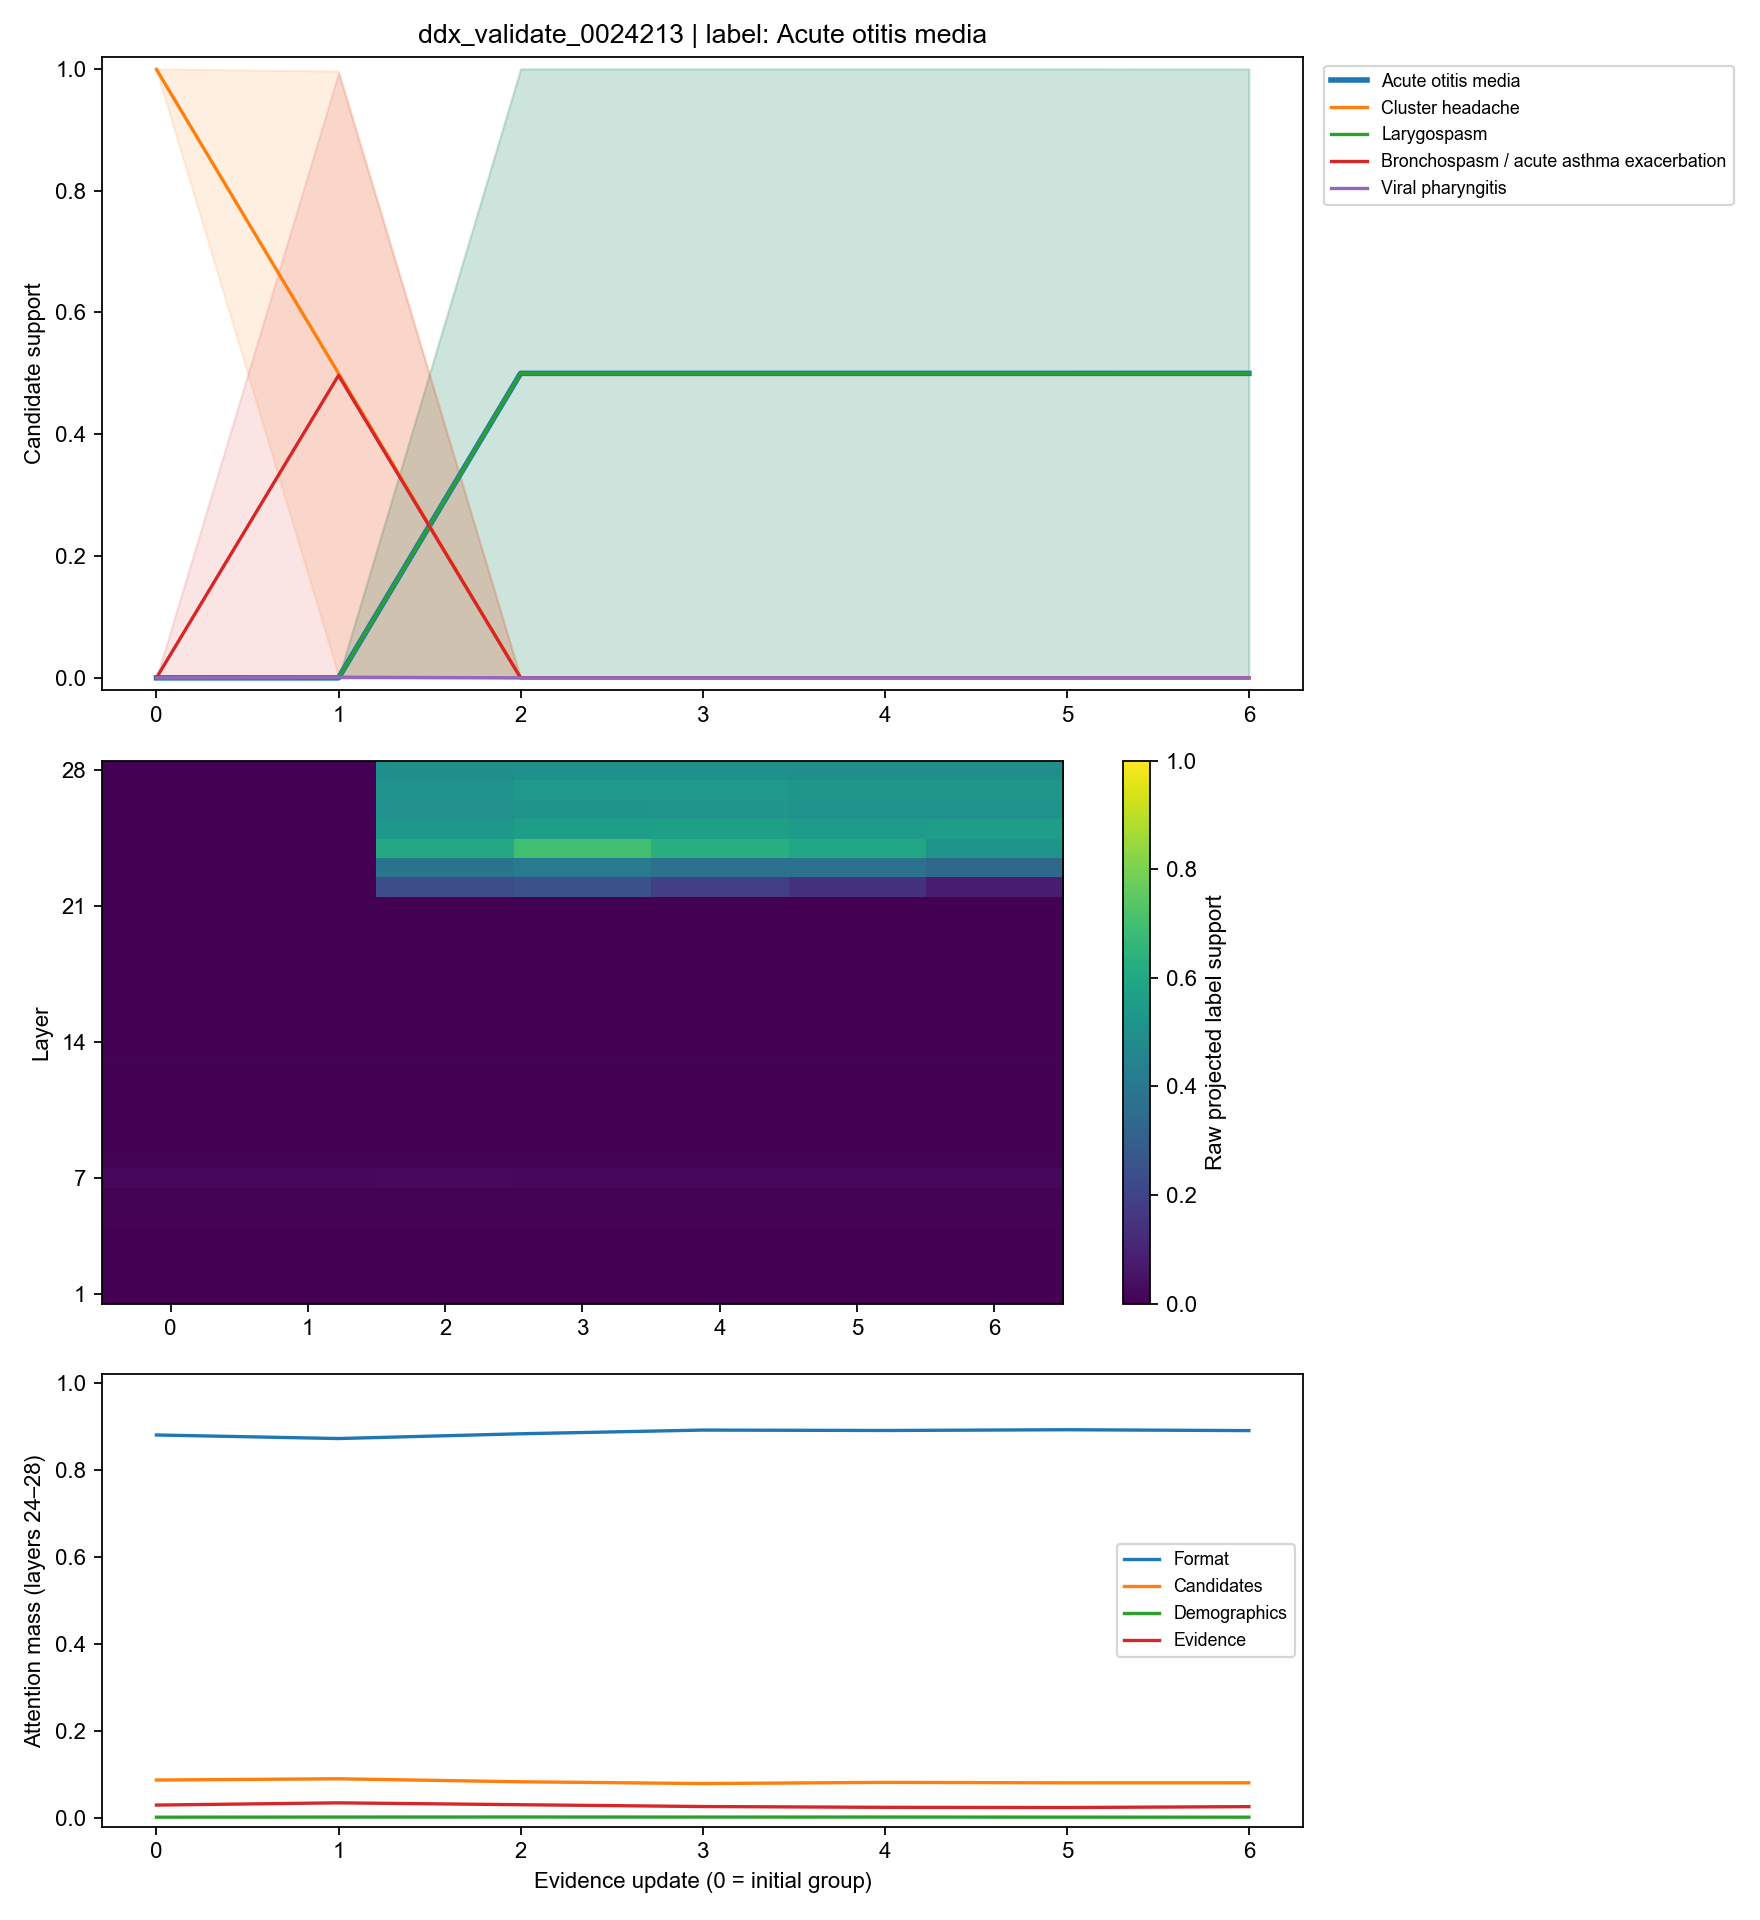 ddx_validate_0024213 | label: Acute otitis media
1.0
0.8
0.6
0.4
0.2
0.0
Candidate support
0 1 2 3 4 5 6
Acute otitis media
Cluster headache
Larygospasm
Bronchospasm / acute asthma exacerbation
Viral pharyngitis
28
21
14
7
1
Layer
0 1 2 3 4 5 6
1.0
0.8
0.6
0.4
0.2
0.0
Raw projected label support
1.0
0.8
0.6
0.4
0.2
0.0
Attention mass (layers 24–28)
Format
Candidates
Demographics
Evidence
0 1 2 3 4 5 6
Evidence update (0 = initial group)